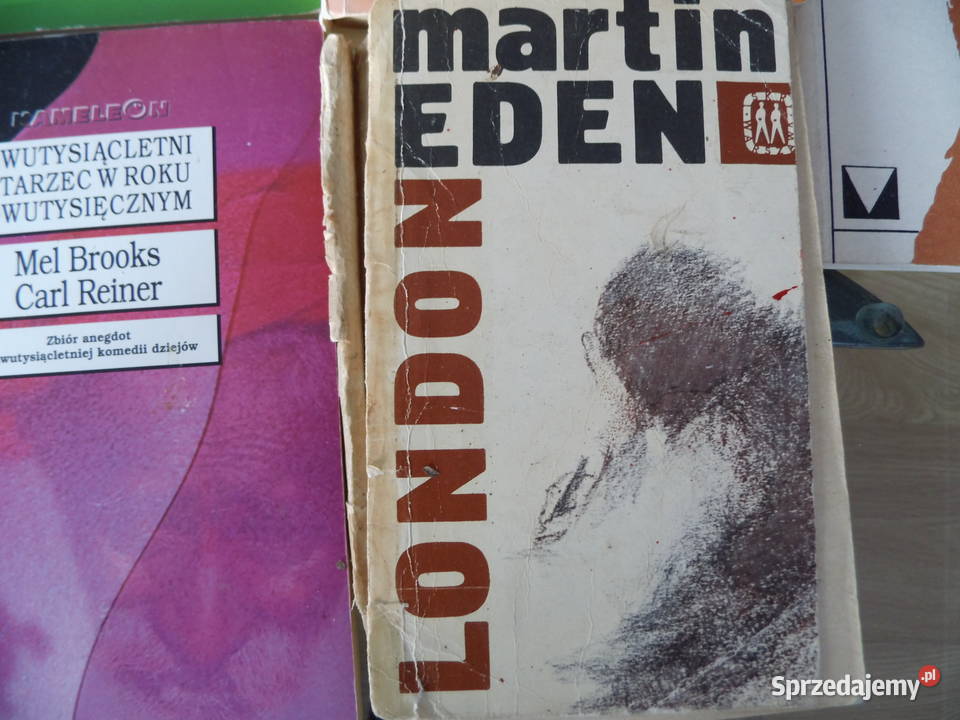 KAMELEON
WUTYSIĄCLETNI
TARZEC W ROKU
WUTYSIĘCZNYM
Mel Brooks
Carl Reiner
Zbiór anegdot
wutysiącletniej komedii dziejów
martin
EDEN
LONDON
Sprzedajemy.pl